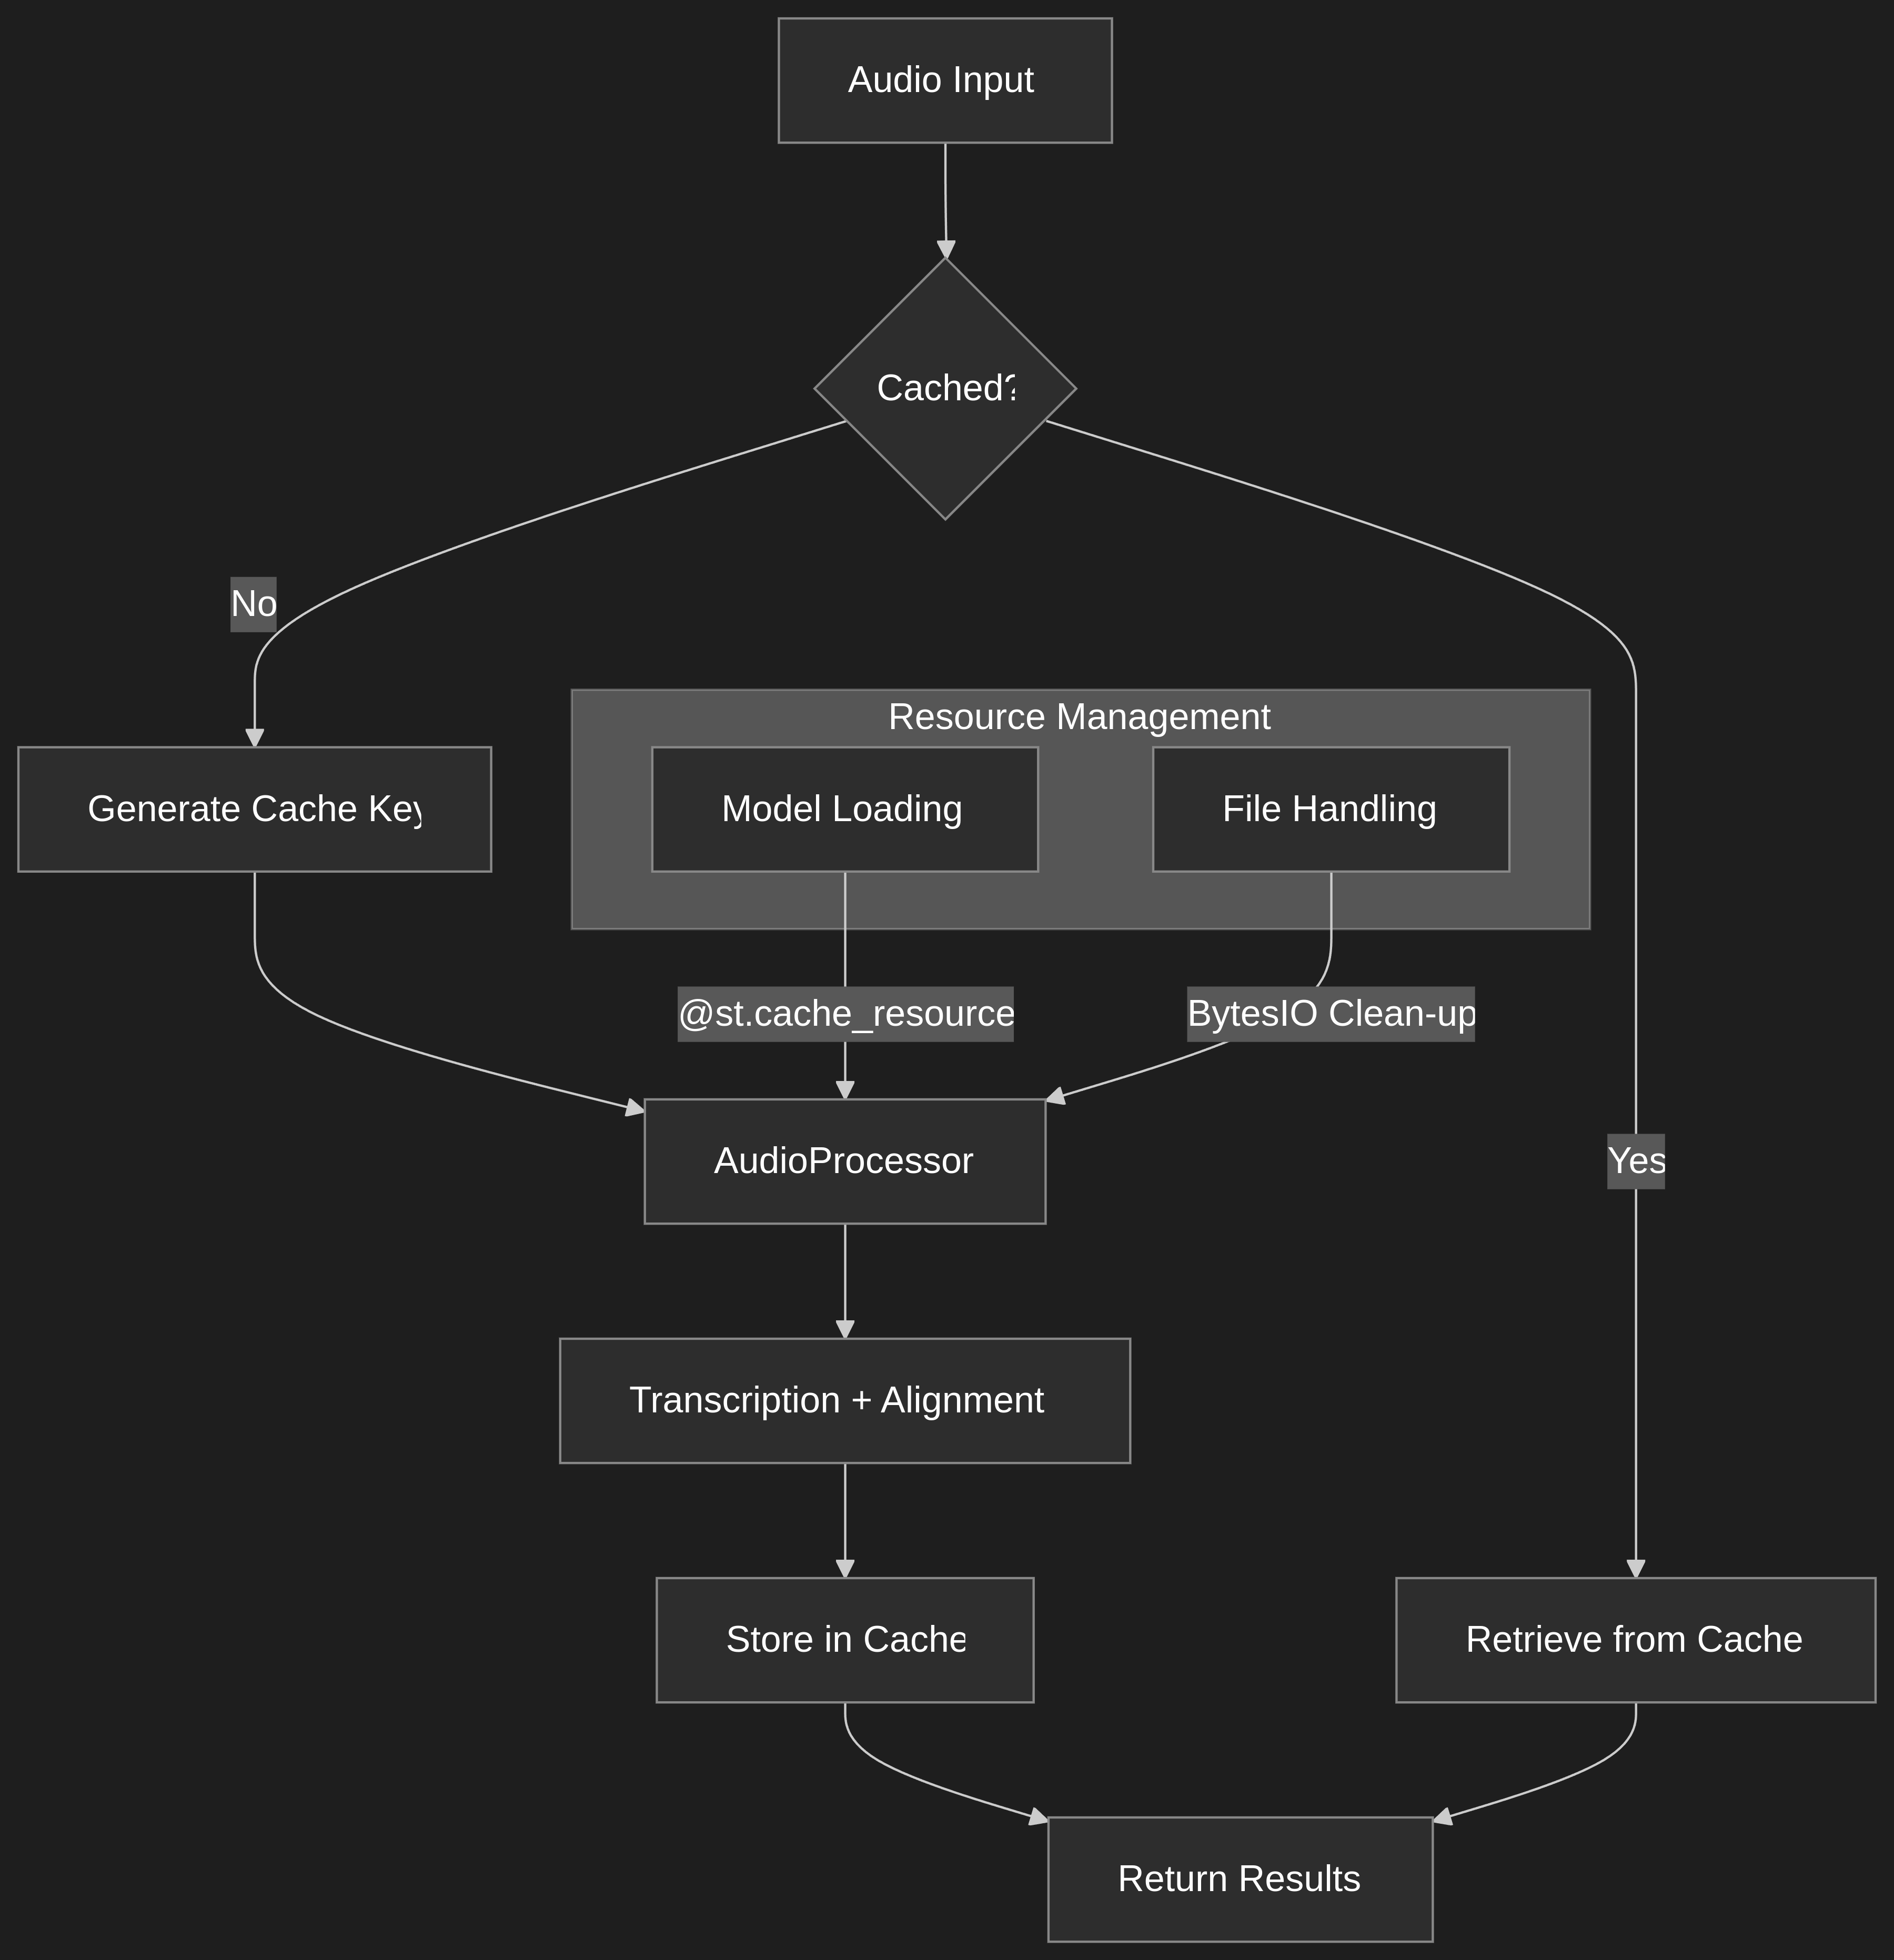 Audio Input
Cached?
No
Resource Management
Generate Cache Key
Model Loading
File Handling
@st.cache_resource
BytesIO Clean-up
AudioProcessor
Yes
Transcription + Alignment
Store in Cache
Retrieve from Cache
Return Results